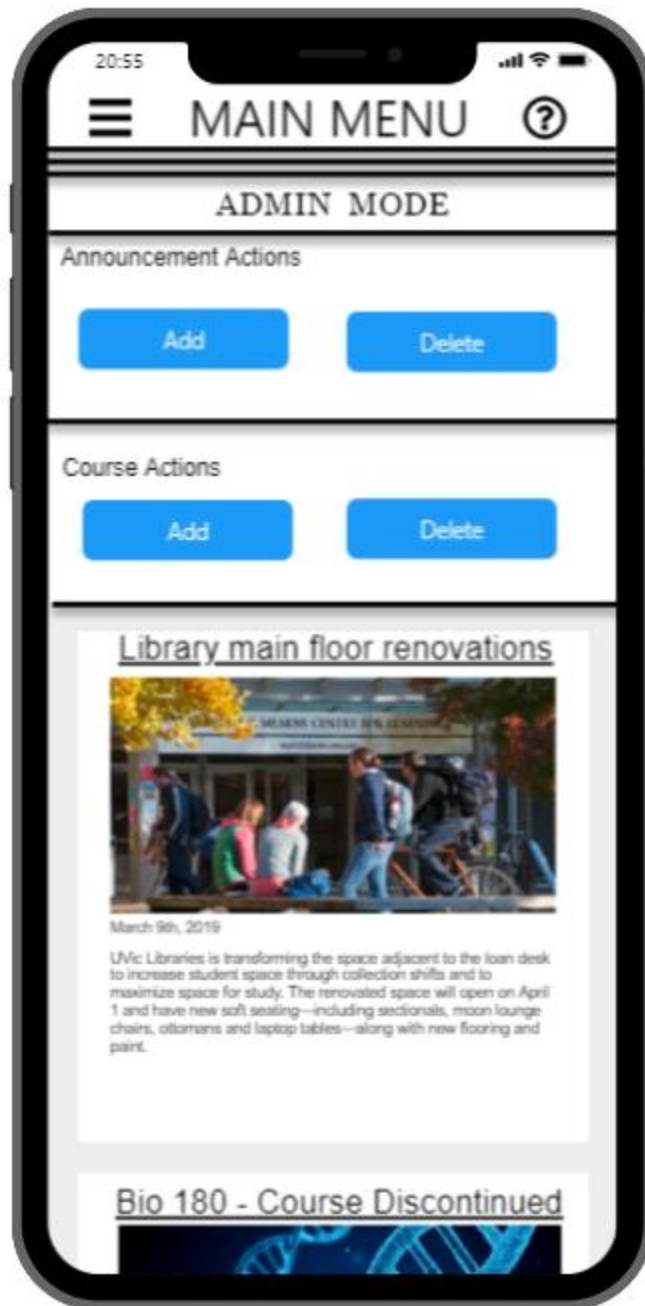 20:55
MAIN MENU
ADMIN MODE
Announcement Actions
Add Delete
Course Actions
Add Delete
Library main floor renovations
MEARNS CENTRE FOR LEARNING
March 9th, 2019
UVic Libraries is transforming the space adjacent to the loan desk
to increase student space through collection shifts and to
maximize space for study. The renovated space will open on April
1 and have new soft seating—including sectionals, moon lounge
chairs, ottomans and laptop tables—along with new flooring and
paint.
Bio 180 - Course Discontinued